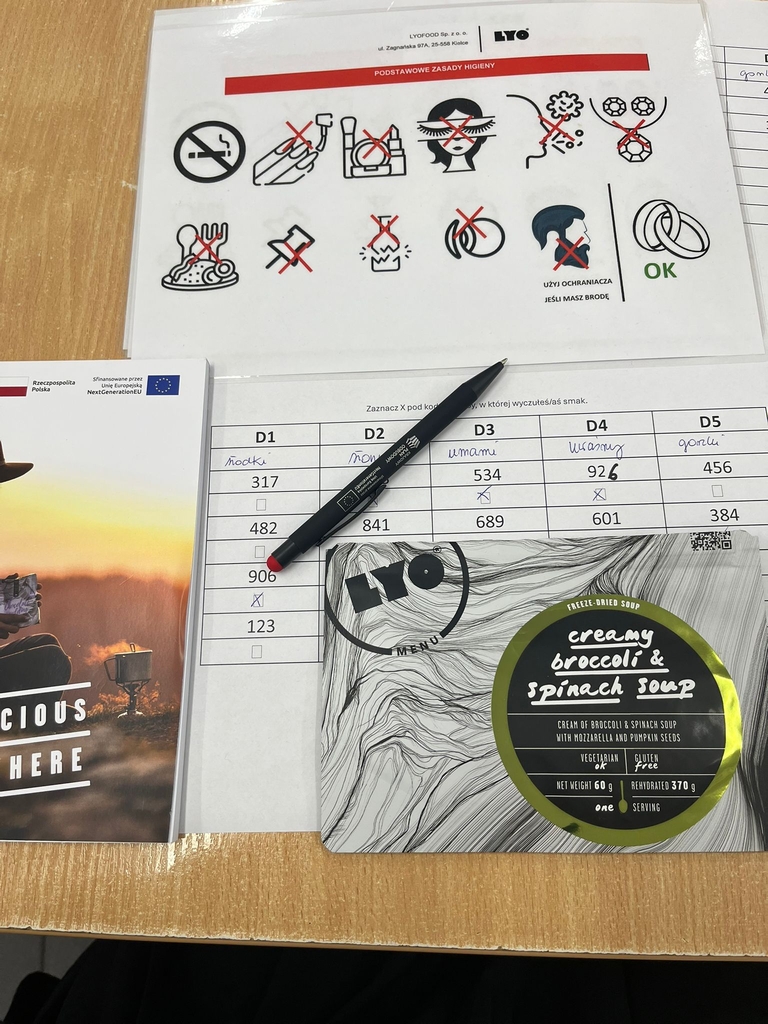 LYOFOOD Sp. z o. o.
ul. Zagnańska 97A, 25-558 Kielce
LYO
PODSTAWOWE ZASADY HIGIENY
OK
UŻYJ OCHRANIACZA
JEŚLI MASZ BRODĘ
Rzeczpospolita
Polska
Sfinansowane przez
Unię Europejską
NextGenerationEU
CIOUS
HERE
Zaznacz X pod kod w której wyczułeś/aś smak.
D1 D2 D3 D4 D5
słodki umami kwaśny gorzki
317 534 926 456
482 841 689 601 384
906
123
LYO®
MENU
FREEZE-DRIED SOUP
creamy
broccoli &
spinach soup
CREAM OF BROCCOLI & SPINACH SOUP
WITH MOZZARELLA AND PUMPKIN SEEDS
VEGETARIAN ok GLUTEN free
NET WEIGHT 60 g REHYDRATED 370 g
one SERVING